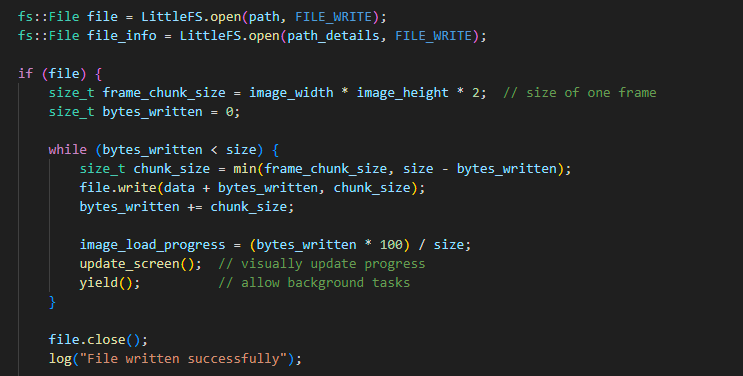 fs::File file = LittleFS.open(path, FILE_WRITE);
fs::File file_info = LittleFS.open(path_details, FILE_WRITE);

if (file) {
    size_t frame_chunk_size = image_width * image_height * 2;  // size of one frame
    size_t bytes_written = 0;

    while (bytes_written < size) {
        size_t chunk_size = min(frame_chunk_size, size - bytes_written);
        file.write(data + bytes_written, chunk_size);
        bytes_written += chunk_size;

        image_load_progress = (bytes_written * 100) / size;
        update_screen();  // visually update progress
        yield();          // allow background tasks
    }

    file.close();
    log("File written successfully");